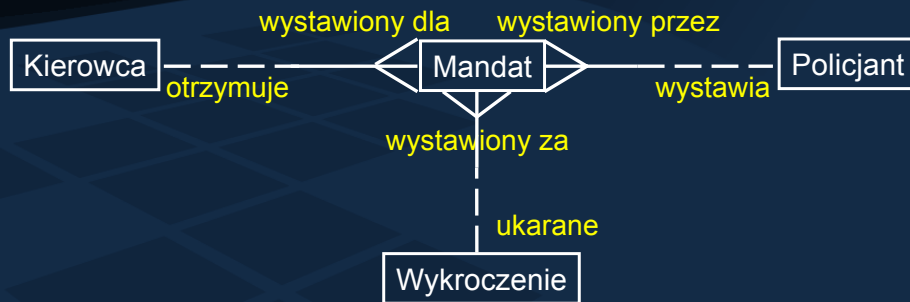 wystawiony dla
wystawiony przez
Kierowca
Mandat
Policjant
otrzymuje
wystawia
wystawiony za
ukarane
Wykroczenie